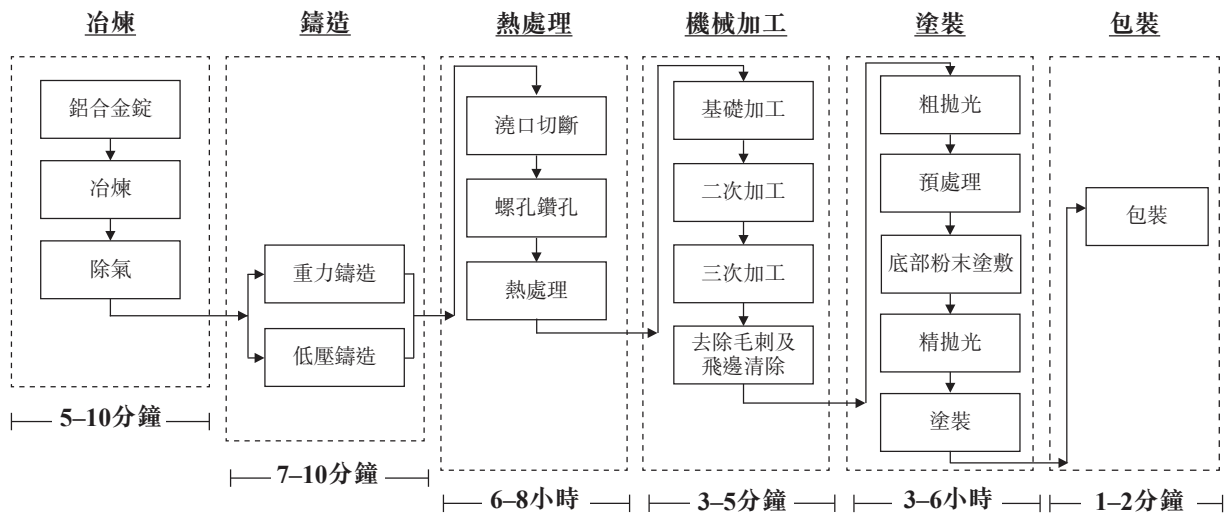 冶煉
鑄造
熱處理
機械加工
塗裝
包裝
鋁合金錠
冶煉
除氣
5–10分鐘
重力鑄造
低壓鑄造
7–10分鐘
澆口切斷
螺孔鑽孔
熱處理
6–8小時
基礎加工
二次加工
三次加工
去除毛刺及
飛邊清除
3–5分鐘
粗拋光
預處理
底部粉末塗敷
精拋光
塗裝
3–6小時
包裝
1–2分鐘